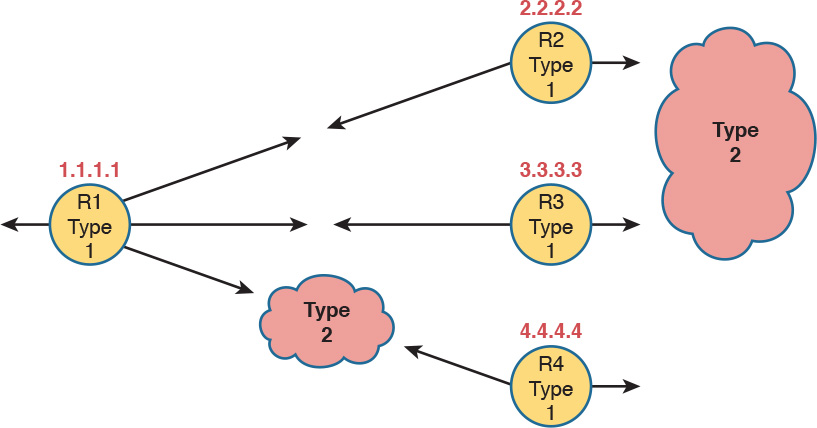 2.2.2.2
R2
Type
1
Type
2
1.1.1.1
R1
Type
1
3.3.3.3
R3
Type
1
Type
2
4.4.4.4
R4
Type
1